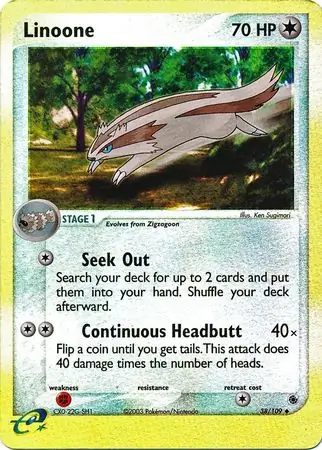 Linoone 70 HP
Illus. Ken Sugimori
STAGE 1
Evolves from Zigzagoon
Seek Out
Search your deck for up to 2 cards and put
them into your hand. Shuffle your deck
afterward.
Continuous Headbutt 40×
Flip a coin until you get tails. This attack does
40 damage times the number of heads.
weakness resistance retreat cost
©2003 Pokémon/Nintendo 38/109